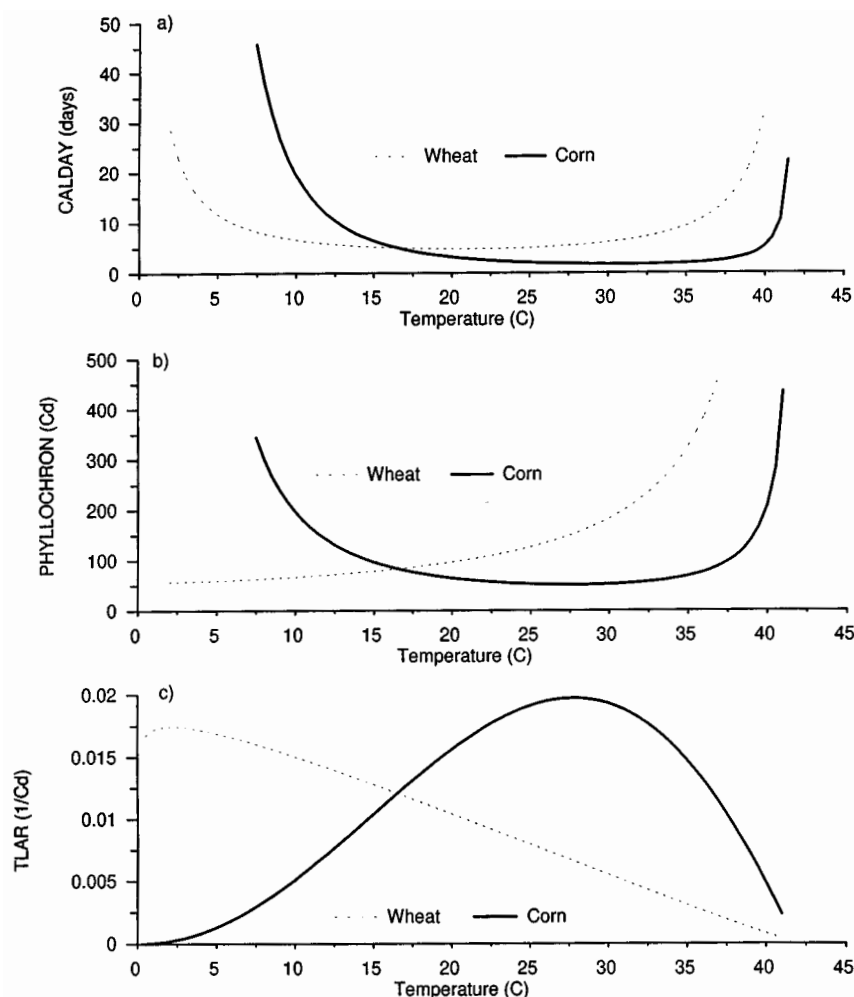 a)
CALDAY (days)
50
40
30
20
10
0
Wheat Corn
0 5 10 15 20 25 30 35 40 45
Temperature (C)
b)
PHYLLOCHRON (Cd)
500
400
300
200
100
0
Wheat Corn
0 5 10 15 20 25 30 35 40 45
Temperature (C)
c)
TLAR (1/Cd)
0.02
0.015
0.01
0.005
0
Wheat Corn
0 5 10 15 20 25 30 35 40 45
Temperature (C)